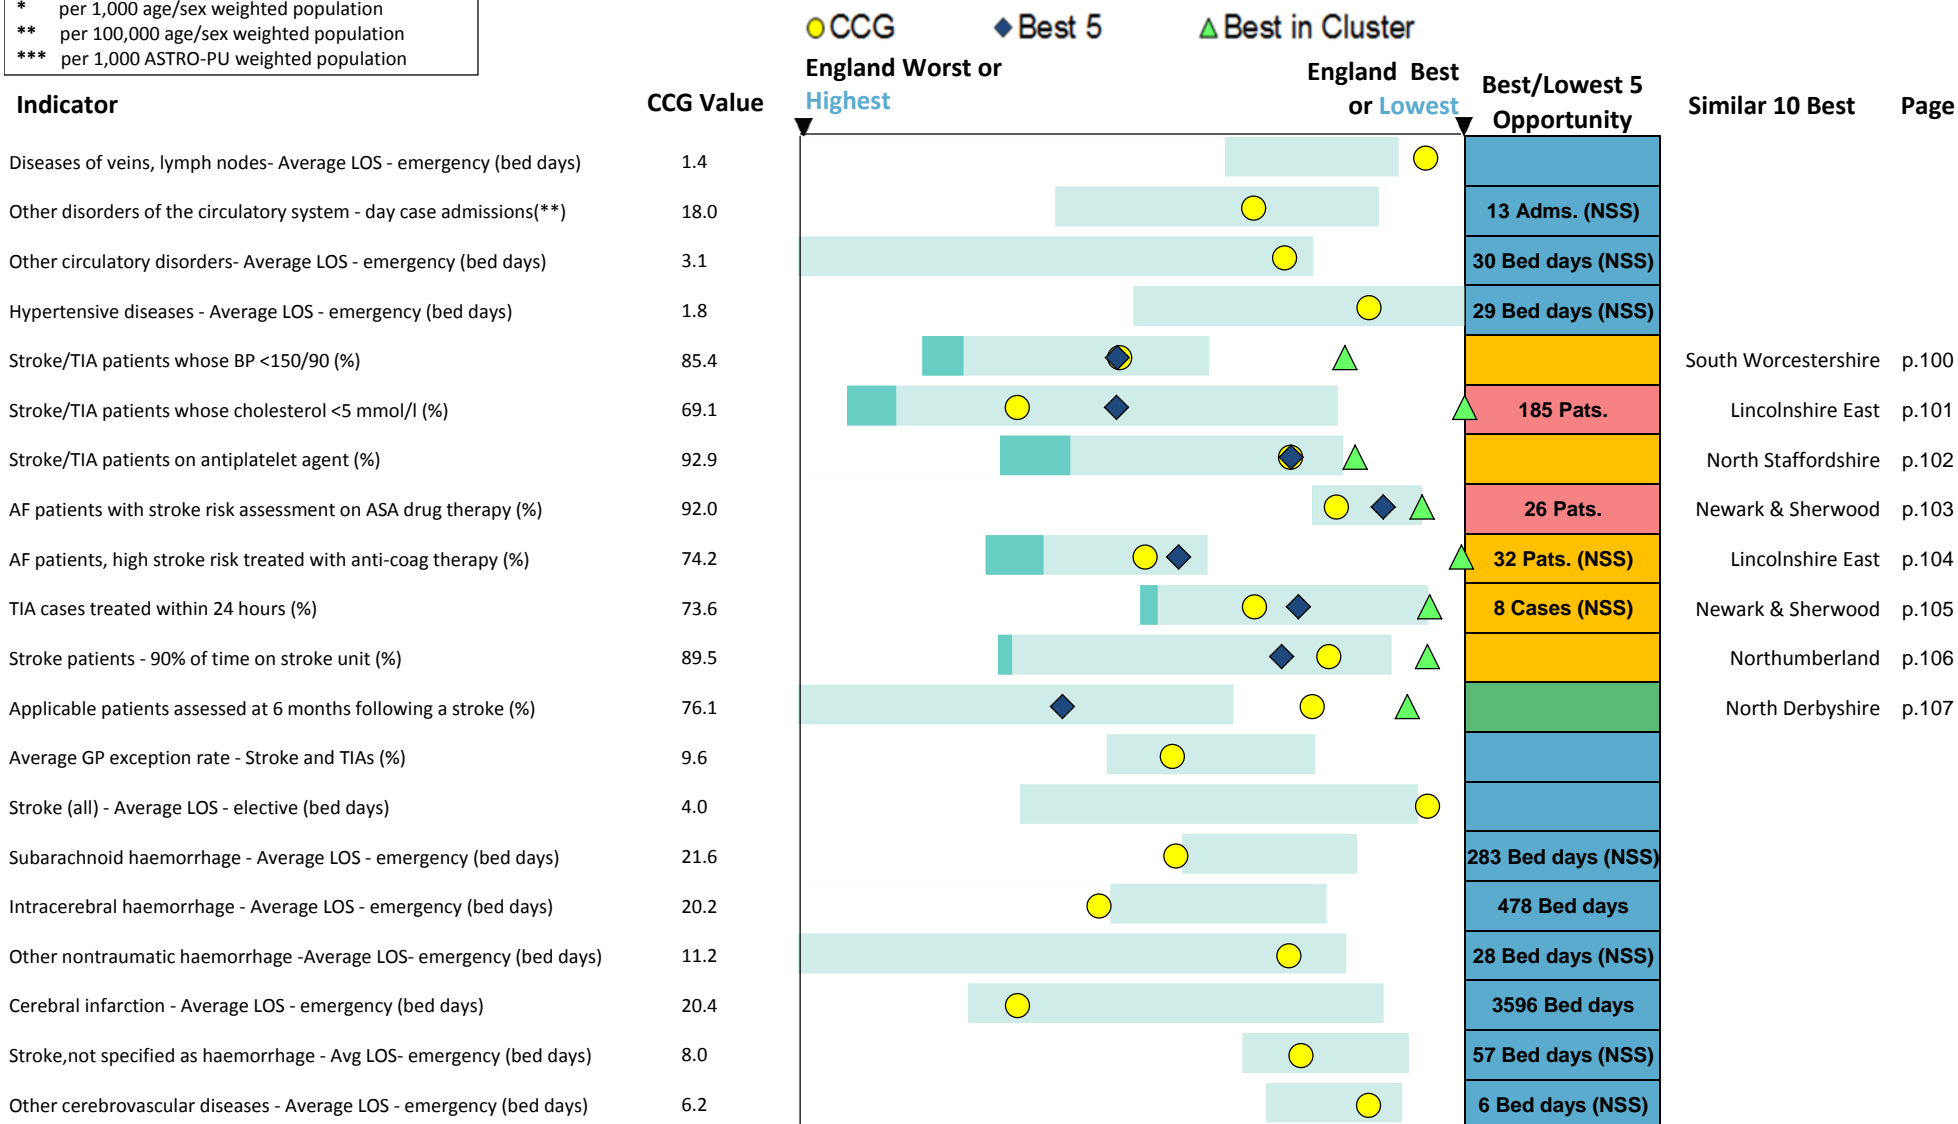 * per 1,000 age/sex weighted population
** per 100,000 age/sex weighted population
*** per 1,000 ASTRO-PU weighted population
CCG Best 5 Best in Cluster
England Worst or Highest
England Best or Lowest
Indicator CCG Value Best/Lowest 5 Opportunity Similar 10 Best Page
Diseases of veins, lymph nodes- Average LOS - emergency (bed days) 1.4
Other disorders of the circulatory system - day case admissions(**) 18.0 13 Adms. (NSS)
Other circulatory disorders- Average LOS - emergency (bed days) 3.1 30 Bed days (NSS)
Hypertensive diseases - Average LOS - emergency (bed days) 1.8 29 Bed days (NSS)
Stroke/TIA patients whose BP <150/90 (%) 85.4 South Worcestershire p.100
Stroke/TIA patients whose cholesterol <5 mmol/l (%) 69.1 185 Pats. Lincolnshire East p.101
Stroke/TIA patients on antiplatelet agent (%) 92.9 North Staffordshire p.102
AF patients with stroke risk assessment on ASA drug therapy (%) 92.0 26 Pats. Newark & Sherwood p.103
AF patients, high stroke risk treated with anti-coag therapy (%) 74.2 32 Pats. (NSS) Lincolnshire East p.104
TIA cases treated within 24 hours (%) 73.6 8 Cases (NSS) Newark & Sherwood p.105
Stroke patients - 90% of time on stroke unit (%) 89.5 Northumberland p.106
Applicable patients assessed at 6 months following a stroke (%) 76.1 North Derbyshire p.107
Average GP exception rate - Stroke and TIAs (%) 9.6
Stroke (all) - Average LOS - elective (bed days) 4.0
Subarachnoid haemorrhage - Average LOS - emergency (bed days) 21.6 283 Bed days (NSS)
Intracerebral haemorrhage - Average LOS - emergency (bed days) 20.2 478 Bed days
Other nontraumatic haemorrhage -Average LOS- emergency (bed days) 11.2 28 Bed days (NSS)
Cerebral infarction - Average LOS - emergency (bed days) 20.4 3596 Bed days
Stroke,not specified as haemorrhage - Avg LOS- emergency (bed days) 8.0 57 Bed days (NSS)
Other cerebrovascular diseases - Average LOS - emergency (bed days) 6.2 6 Bed days (NSS)